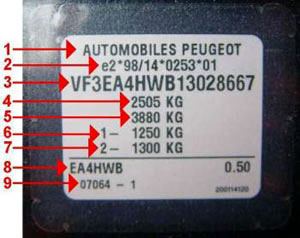 1 AUTOMOBILES PEUGEOT
2 e2*98/14*0253*01
3 VF3EA4HWB13028667
4 2505 KG
5 3880 KG
6 1- 1250 KG
7 2- 1300 KG
8 EA4HWB 0.50
9 07064 - 1
200114120